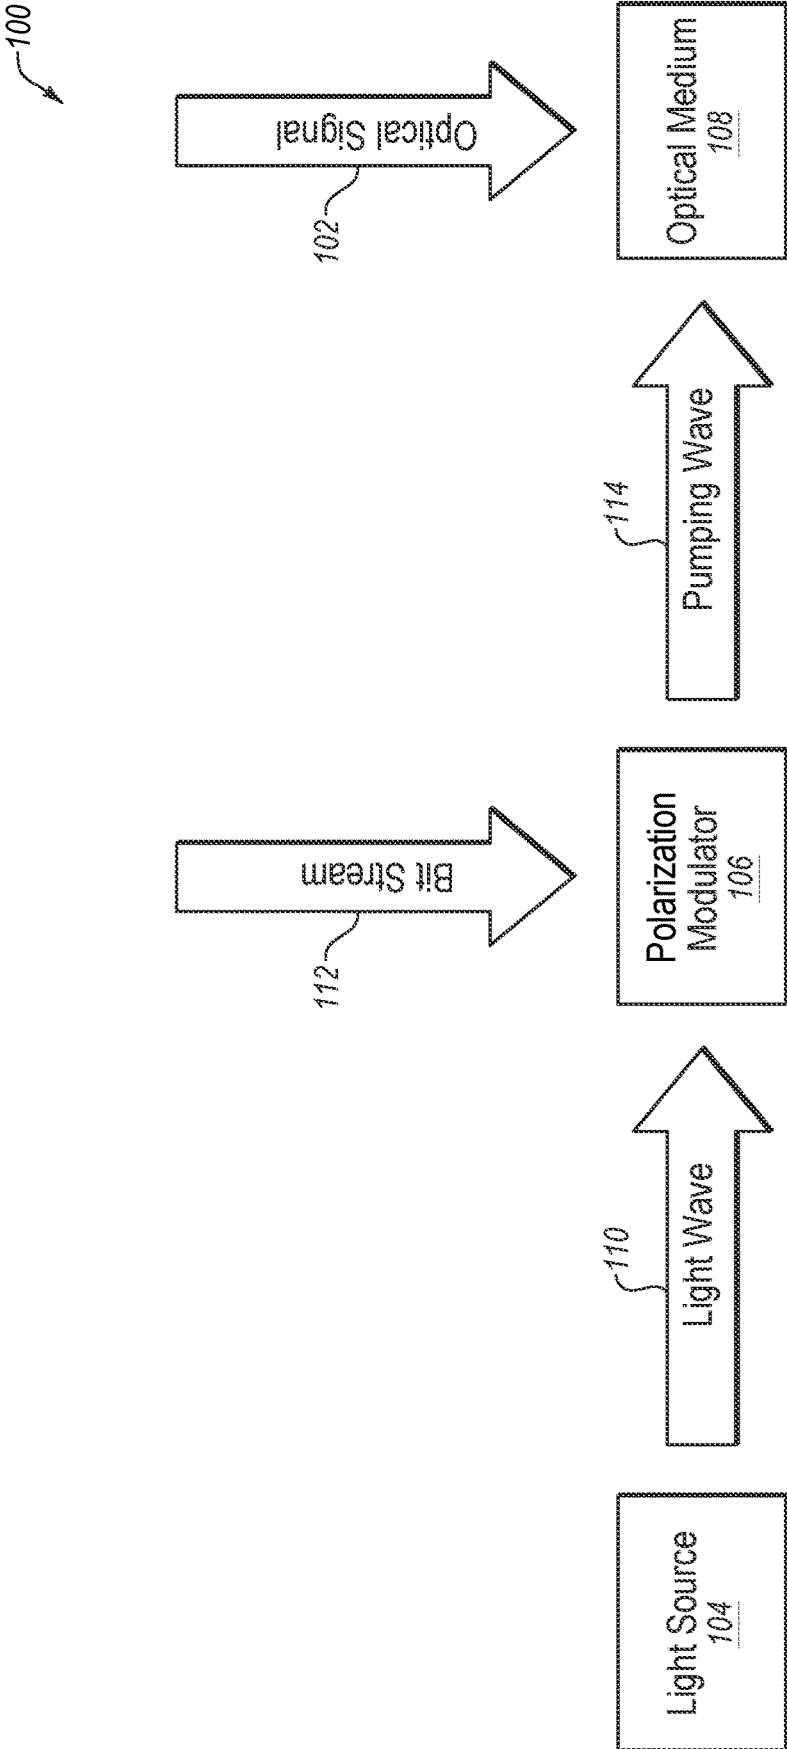 100
112
Bit Stream
102
Optical Signal
Light Source
104
110
Light Wave
Polarization
Modulator
106
114
Pumping Wave
Optical Medium
108